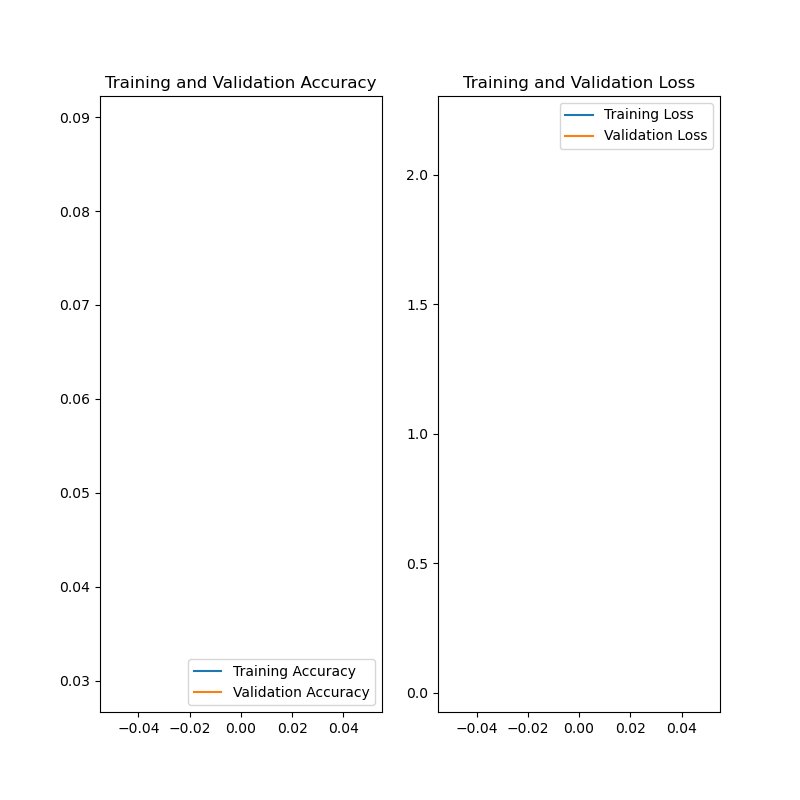 Training and Validation Accuracy
0.09
0.08
0.07
0.06
0.05
0.04
0.03
Training Accuracy
Validation Accuracy
−0.04 −0.02 0.00 0.02 0.04
Training and Validation Loss
Training Loss
Validation Loss
2.0
1.5
1.0
0.5
0.0
−0.04 −0.02 0.00 0.02 0.04